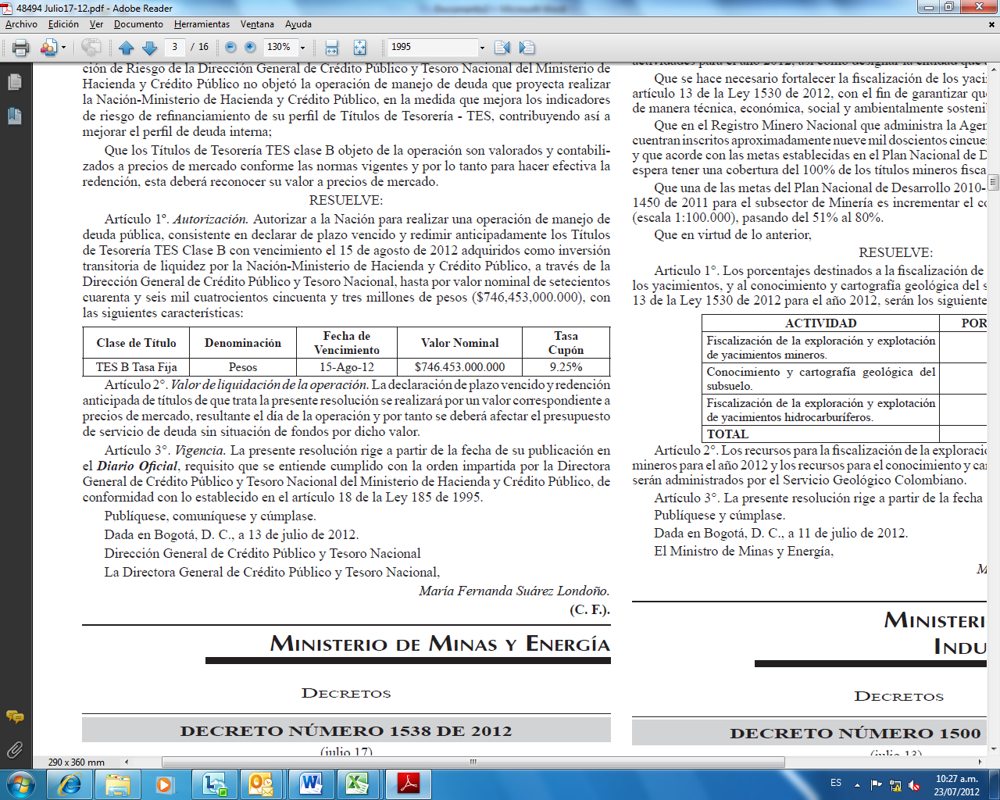 48494 Julio17-12.pdf - Adobe Reader
Archivo Edición Ver Documento Herramientas Ventana Ayuda
3 / 16 130% 1995
ción de Riesgo de la Dirección General de Crédito Público y Tesoro Nacional del Ministerio de
Hacienda y Crédito Público no objetó la operación de manejo de deuda que proyecta realizar
la Nación-Ministerio de Hacienda y Crédito Público, en la medida que mejora los indicadores
de riesgo de refinanciamiento de su perfil de Títulos de Tesorería - TES, contribuyendo así a
mejorar el perfil de deuda interna;
Que los Títulos de Tesorería TES clase B objeto de la operación son valorados y contabili-
zados a precios de mercado conforme las normas vigentes y por lo tanto para hacer efectiva la
redención, esta deberá reconocer su valor a precios de mercado.
RESUELVE:
Artículo 1°. Autorización. Autorizar a la Nación para realizar una operación de manejo de
deuda pública, consistente en declarar de plazo vencido y redimir anticipadamente los Títulos
de Tesorería TES Clase B con vencimiento el 15 de agosto de 2012 adquiridos como inversión
transitoria de liquidez por la Nación-Ministerio de Hacienda y Crédito Público, a través de la
Dirección General de Crédito Público y Tesoro Nacional, hasta por valor nominal de setecientos
cuarenta y seis mil cuatrocientos cincuenta y tres millones de pesos ($746,453,000.000), con
las siguientes características:
Clase de Título Denominación Fecha de Vencimiento Valor Nominal Tasa Cupón
TES B Tasa Fija Pesos 15-Ago-12 $746.453.000.000 9.25%
Artículo 2°. Valor de liquidación de la operación. La declaración de plazo vencido y redención
anticipada de títulos de que trata la presente resolución se realizará por un valor correspondiente a
precios de mercado, resultante el día de la operación y por tanto se deberá afectar el presupuesto
de servicio de deuda sin situación de fondos por dicho valor.
Artículo 3°. Vigencia. La presente resolución rige a partir de la fecha de su publicación en
el Diario Oficial, requisito que se entiende cumplido con la orden impartida por la Directora
General de Crédito Público y Tesoro Nacional del Ministerio de Hacienda y Crédito Público, de
conformidad con lo establecido en el artículo 18 de la Ley 185 de 1995.
Publíquese, comuníquese y cúmplase.
Dada en Bogotá, D. C., a 13 de julio de 2012.
Dirección General de Crédito Público y Tesoro Nacional
La Directora General de Crédito Público y Tesoro Nacional,
María Fernanda Suárez Londoño.
(C. F.).
MINISTERIO DE MINAS Y ENERGÍA
DECRETOS
DECRETO NÚMERO 1538 DE 2012
(julio 17)
actividades para el año 2012, así como designar la entidad que
Que se hace necesario fortalecer la fiscalización de los yaci
artículo 13 de la Ley 1530 de 2012, con el fin de garantizar qu
de manera técnica, económica, social y ambientalmente sosteni
Que en el Registro Minero Nacional que administra la Agen
cuentran inscritos aproximadamente nueve mil doscientos cincue
y que acorde con las metas establecidas en el Plan Nacional de D
espera tener una cobertura del 100% de los títulos mineros fisca
Que una de las metas del Plan Nacional de Desarrollo 2010-
1450 de 2011 para el subsector de Minería es incrementar el co
(escala 1:100.000), pasando del 51% al 80%.
Que en virtud de lo anterior,
RESUELVE:
Articulo 1°. Los porcentajes destinados a la fiscalización de
los yacimientos, y al conocimiento y cartografía geológica del s
13 de la Ley 1530 de 2012 para el año 2012, serán los siguiente
ACTIVIDAD POR
Fiscalización de la exploración y explotación
de yacimientos mineros.
Conocimiento y cartografía geológica del
subsuelo.
Fiscalización de la exploración y explotación
de yacimientos hidrocarburíferos.
TOTAL
Artículo 2°. Los recursos para la fiscalización de la exploració
mineros para el año 2012 y los recursos para el conocimiento y ca
serán administrados por el Servicio Geológico Colombiano.
Artículo 3°. La presente resolución rige a partir de la fecha
Publíquese y cúmplase.
Dada en Bogotá, D. C., a 11 de julio de 2012.
El Ministro de Minas y Energía,
M
MINISTERI
INDU
DECRETOS
DECRETO NÚMERO 1500
(julio 13)
290 x 360 mm
ES 10:27 a.m.
23/07/2012